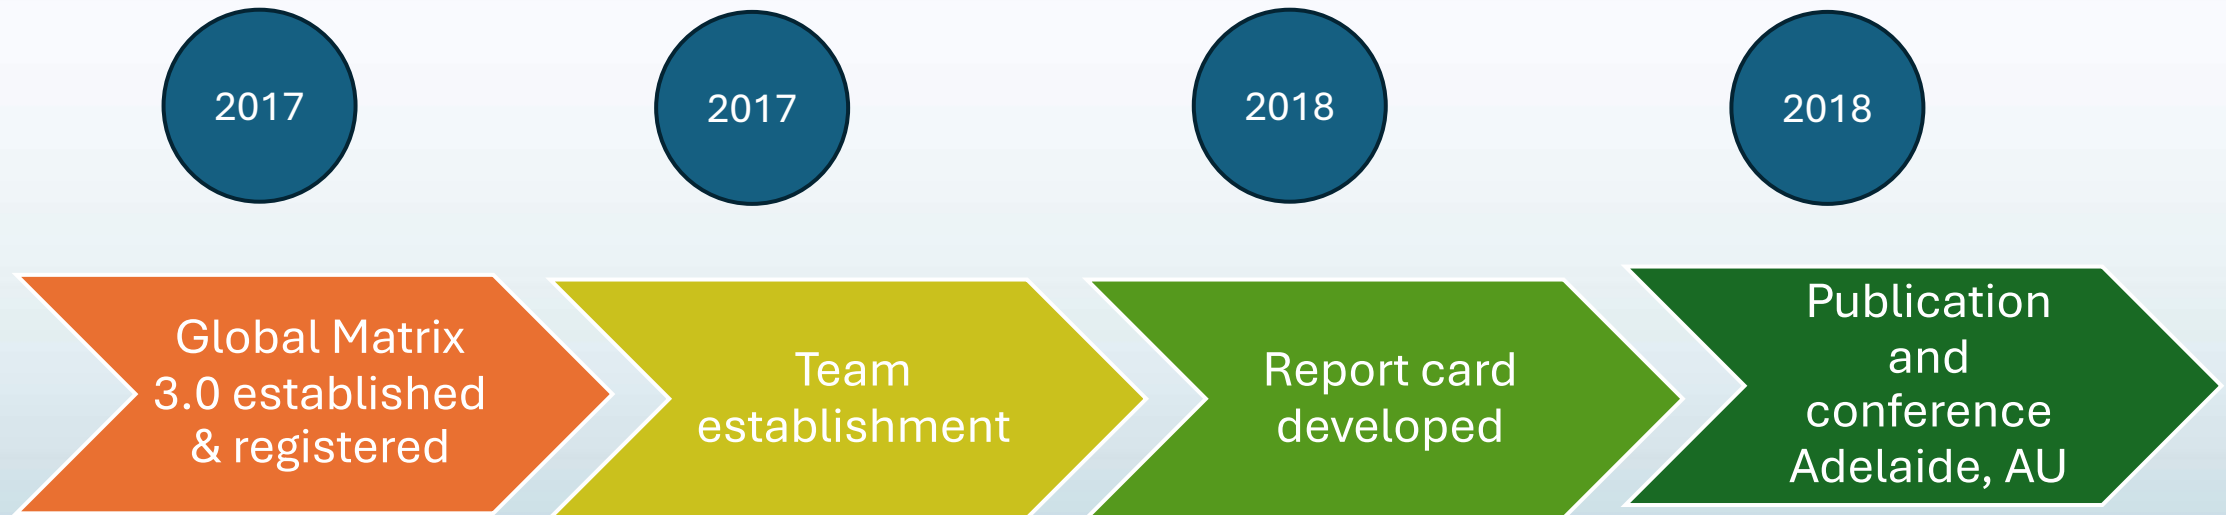 2017
2017
2018
2018
Global Matrix
3.0 established
& registered
Team
establishment
Report card
developed
Publication
and
conference
Adelaide, AU